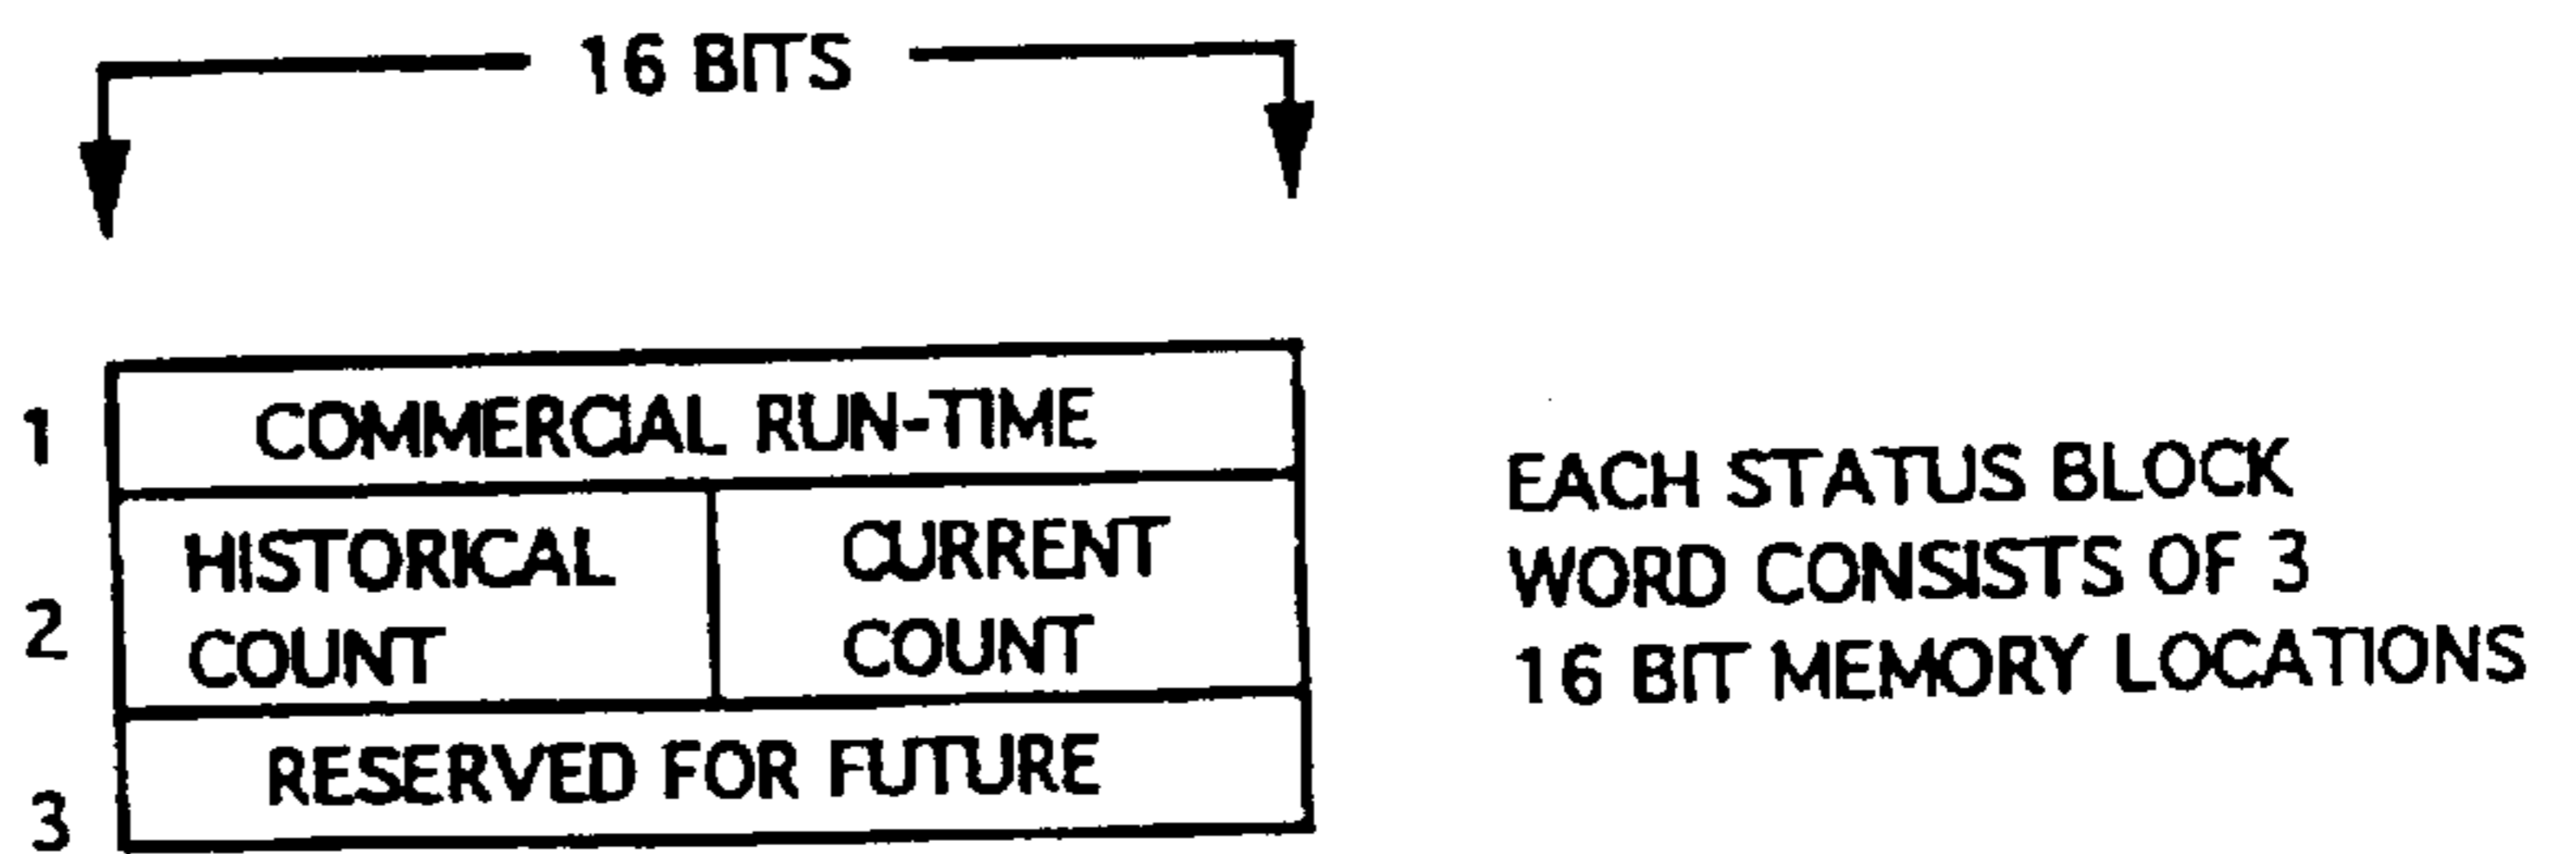 16 BITS
1 COMMERCIAL RUN-TIME
2 HISTORICAL COUNT
CURRENT COUNT
3 RESERVED FOR FUTURE
EACH STATUS BLOCK
WORD CONSISTS OF 3
16 BIT MEMORY LOCATIONS